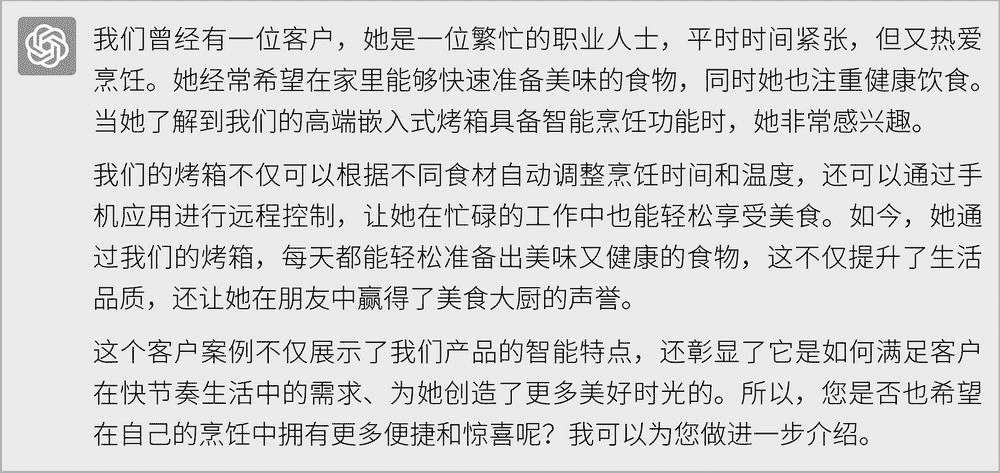 我们曾经有一位客户，她是一位繁忙的职业人士，平时时间紧张，但又热爱
烹饪。她经常希望在家里能够快速准备美味的食物，同时她也注重健康饮食。
当她了解到我们的高端嵌入式烤箱具备智能烹饪功能时，她非常感兴趣。
我们的烤箱不仅可以根据不同食材自动调整烹饪时间和温度，还可以通过手
机应用进行远程控制，让她在忙碌的工作中也能轻松享受美食。如今，她通
过我们的烤箱，每天都能轻松准备出美味又健康的食物，这不仅提升了生活
品质，还让她在朋友中赢得了美食大厨的声誉。
这个客户案例不仅展示了我们产品的智能特点，还彰显了它是如何满足客户
在快节奏生活中的需求、为她创造了更多美好时光的。所以，您是否也希望
在自己的烹饪中拥有更多便捷和惊喜呢？我可以为您做进一步介绍。